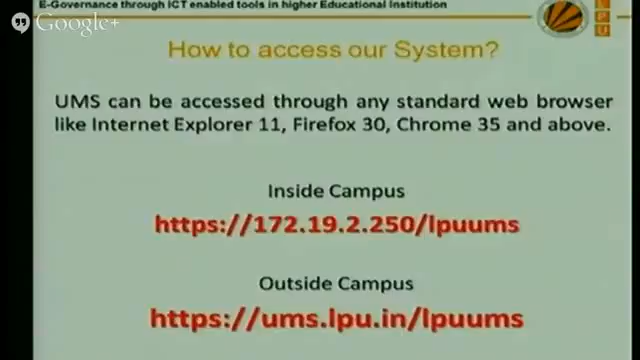 E-Governance through ICT enabled tools in higher Educational Institution
Google+
LPU
How to access our System?
UMS can be accessed through any standard web browser
like Internet Explorer 11, Firefox 30, Chrome 35 and above.
Inside Campus
https://172.19.2.250/lpuums
Outside Campus
https://ums.lpu.in/lpuums